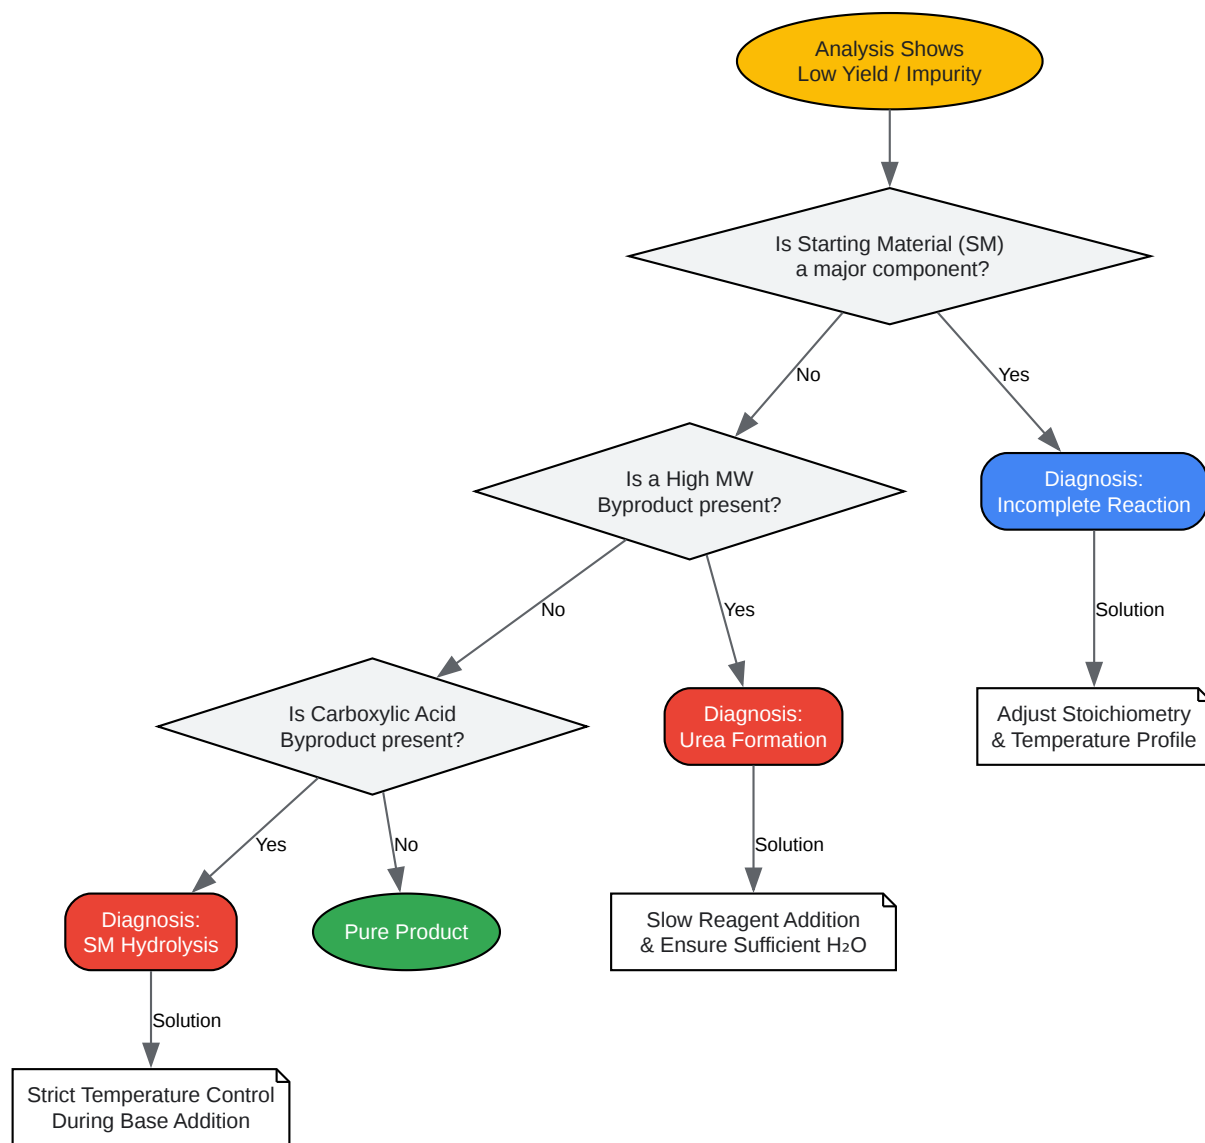 Analysis Shows
Low Yield / Impurity
Is Starting Material (SM)
a major component?
No
Yes
Is a High MW
Byproduct present?
Diagnosis:
Incomplete Reaction
No
Yes
Solution
Is Carboxylic Acid
Byproduct present?
Diagnosis:
Urea Formation
Adjust Stoichiometry
& Temperature Profile
Yes
No
Solution
Diagnosis:
SM Hydrolysis
Pure Product
Slow Reagent Addition
& Ensure Sufficient H₂O
Solution
Strict Temperature Control
During Base Addition